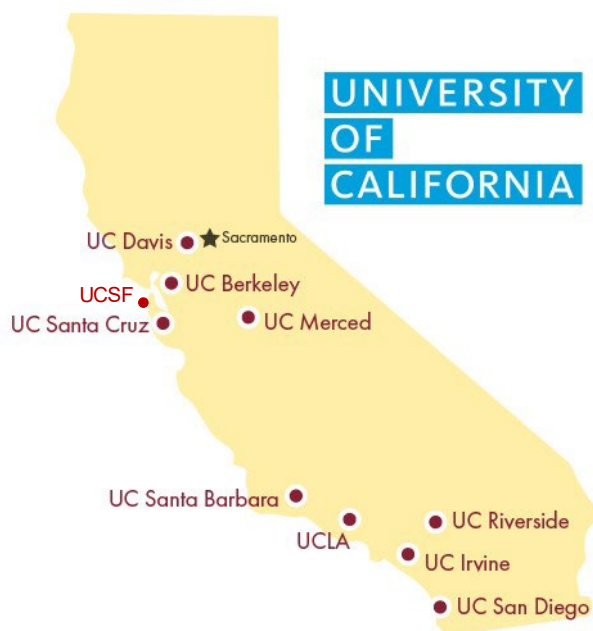 UNIVERSITY
OF
CALIFORNIA
UC Davis
Sacramento
UC Berkeley
UCSF
UC Santa Cruz
UC Merced
UC Santa Barbara
UCLA
UC Riverside
UC Irvine
UC San Diego